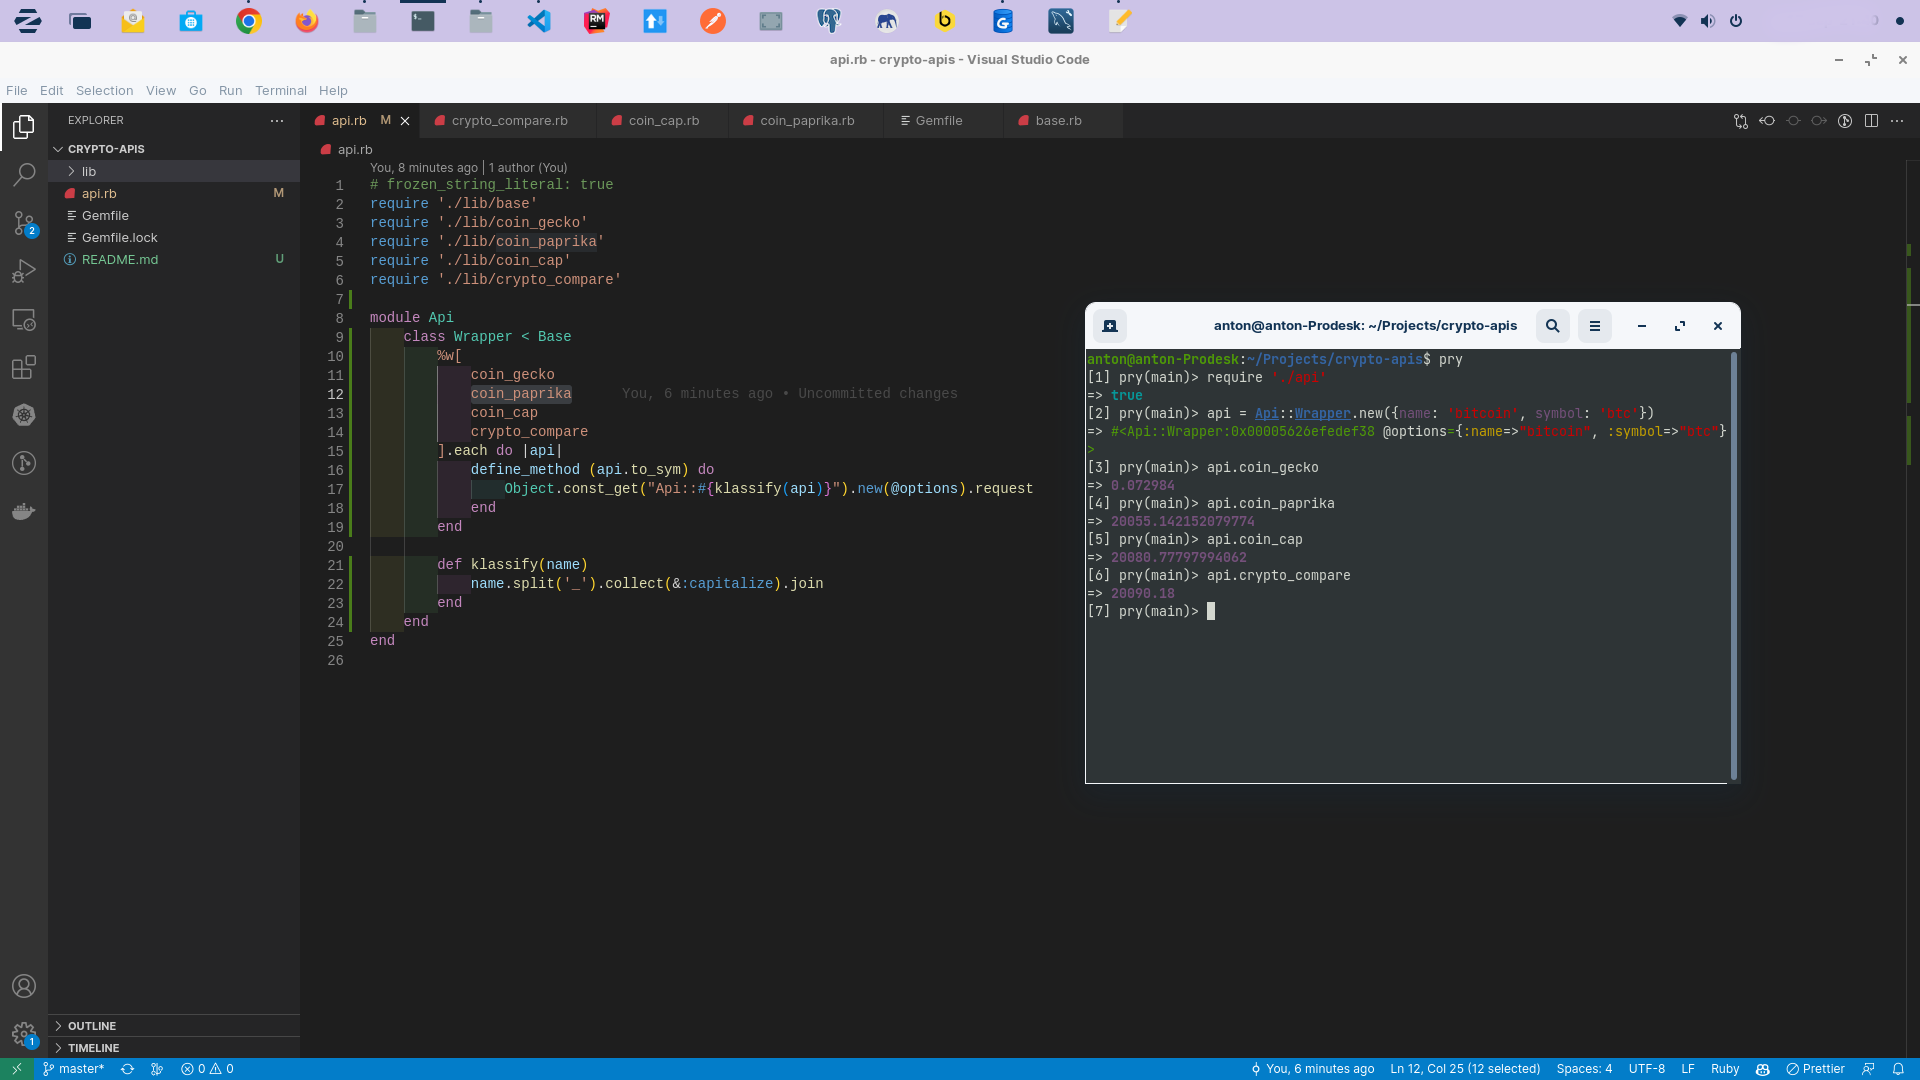 api.rb - crypto-apis - Visual Studio Code
File Edit Selection View Go Run Terminal Help
EXPLORER
CRYPTO-APIS
lib
api.rb M
Gemfile
Gemfile.lock
README.md U
OUTLINE
TIMELINE
2
1
api.rb M crypto_compare.rb coin_cap.rb coin_paprika.rb Gemfile base.rb
api.rb
You, 8 minutes ago | 1 author (You)
1 # frozen_string_literal: true
2 require './lib/base'
3 require './lib/coin_gecko'
4 require './lib/coin_paprika'
5 require './lib/coin_cap'
6 require './lib/crypto_compare'
7
8 module Api
9 class Wrapper < Base
10 %w[
11 coin_gecko
12 coin_paprika You, 6 minutes ago • Uncommitted changes
13 coin_cap
14 crypto_compare
15 ].each do |api|
16 define_method (api.to_sym) do
17 Object.const_get("Api::#{klassify(api)}").new(@options).request
18 end
19 end
20
21 def klassify(name)
22 name.split('_').collect(&:capitalize).join
23 end
24 end
25 end
26
anton@anton-Prodesk: ~/Projects/crypto-apis
anton@anton-Prodesk:~/Projects/crypto-apis$ pry
[1] pry(main)> require './api'
=> true
[2] pry(main)> api = Api::Wrapper.new({name: 'bitcoin', symbol: 'btc'})
=> #<Api::Wrapper:0x00005626efedef38 @options={:name=>"bitcoin", :symbol=>"btc"}
>
[3] pry(main)> api.coin_gecko
=> 0.072984
[4] pry(main)> api.coin_paprika
=> 20055.142152079774
[5] pry(main)> api.coin_cap
=> 20080.77797994062
[6] pry(main)> api.crypto_compare
=> 20090.18
[7] pry(main)>
master* 0 0 You, 6 minutes ago Ln 12, Col 25 (12 selected) Spaces: 4 UTF-8 LF Ruby Prettier